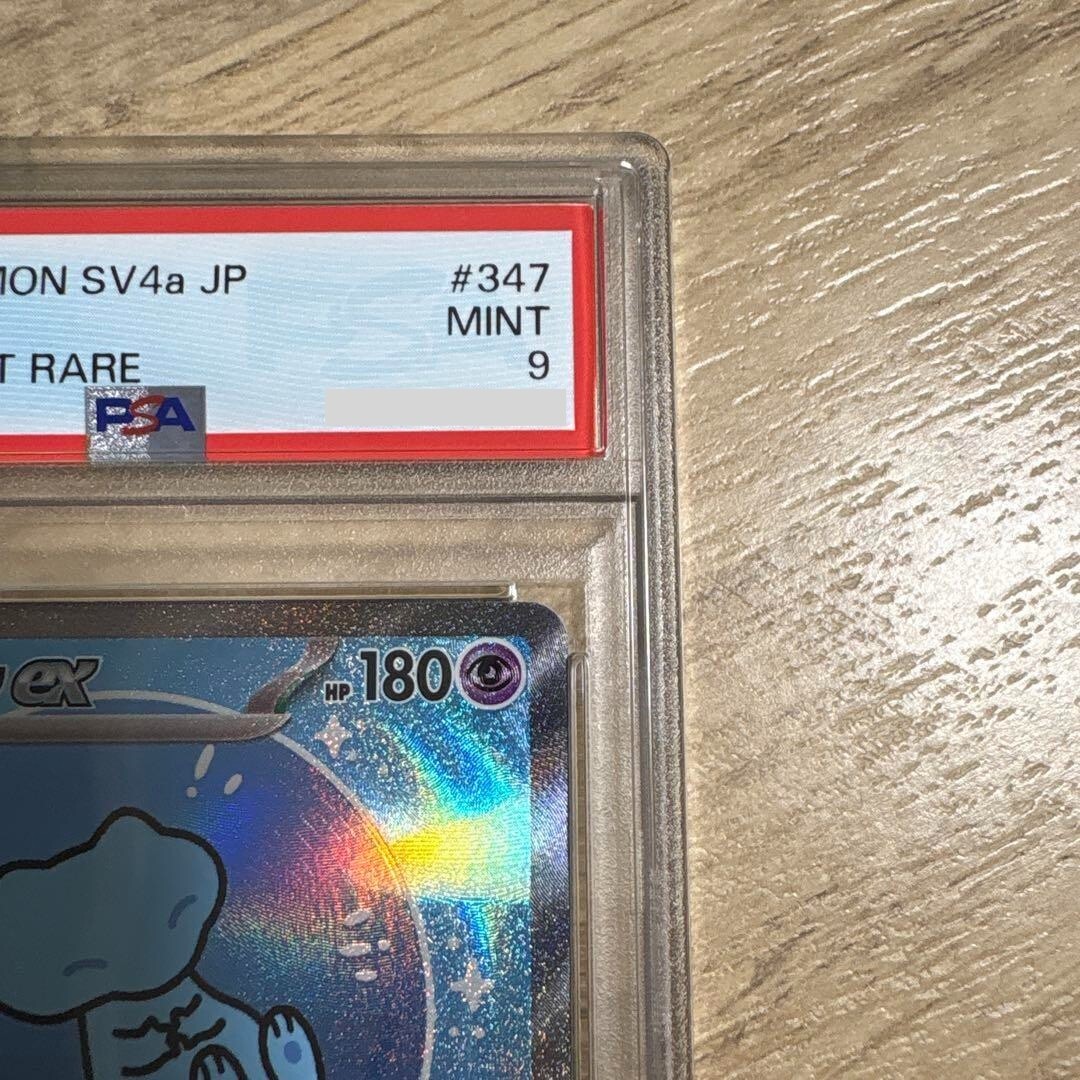 MON SV4a JP
#347
MINT
T RARE
9
PSA
ex
HP 180